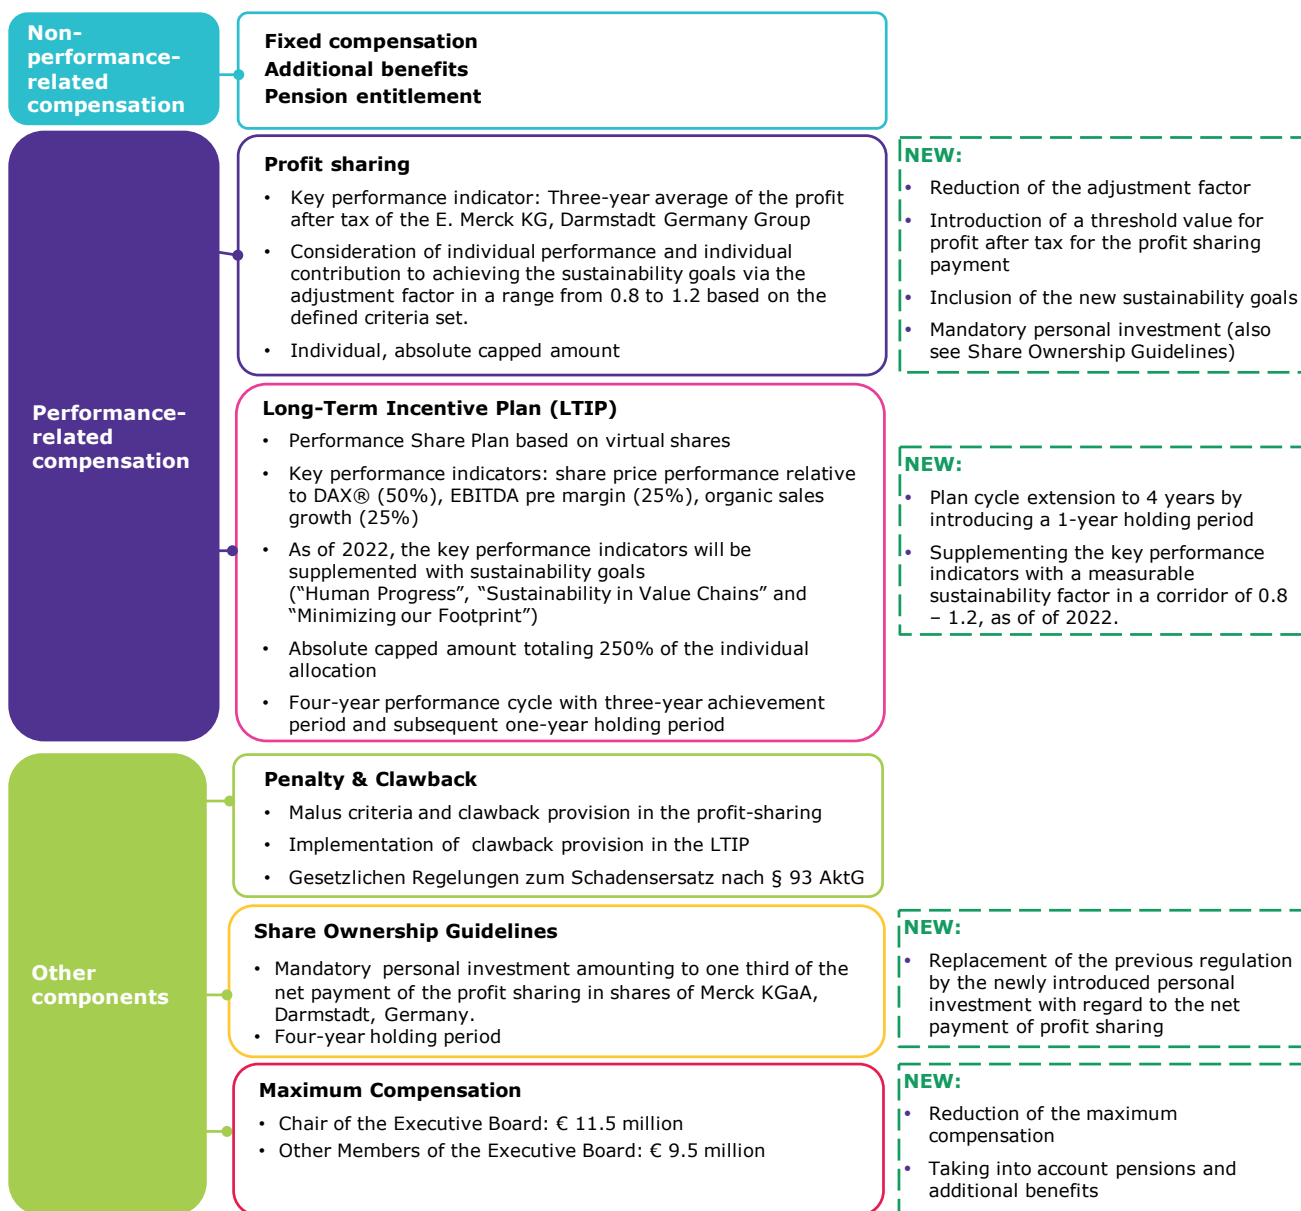 Non-
performance-
related
compensation
Fixed compensation
Additional benefits
Pension entitlement
Performance-
related
compensation
Profit sharing
• Key performance indicator: Three-year average of the profit
after tax of the E. Merck KG, Darmstadt Germany Group
• Consideration of individual performance and individual
contribution to achieving the sustainability goals via the
adjustment factor in a range from 0.8 to 1.2 based on the
defined criteria set.
• Individual, absolute capped amount
NEW:
• Reduction of the adjustment factor
• Introduction of a threshold value for
profit after tax for the profit sharing
payment
• Inclusion of the new sustainability goals
• Mandatory personal investment (also
see Share Ownership Guidelines)
Long-Term Incentive Plan (LTIP)
• Performance Share Plan based on virtual shares
• Key performance indicators: share price performance relative
to DAX® (50%), EBITDA pre margin (25%), organic sales
growth (25%)
• As of 2022, the key performance indicators will be
supplemented with sustainability goals
(“Human Progress”, “Sustainability in Value Chains” and
“Minimizing our Footprint”)
• Absolute capped amount totaling 250% of the individual
allocation
• Four-year performance cycle with three-year achievement
period and subsequent one-year holding period
NEW:
• Plan cycle extension to 4 years by
introducing a 1-year holding period
• Supplementing the key performance
indicators with a measurable
sustainability factor in a corridor of 0.8
– 1.2, as of of 2022.
Other
components
Penalty & Clawback
• Malus criteria and clawback provision in the profit-sharing
• Implementation of clawback provision in the LTIP
• Gesetzlichen Regelungen zum Schadensersatz nach § 93 AktG
Share Ownership Guidelines
• Mandatory personal investment amounting to one third of the
net payment of the profit sharing in shares of Merck KGaA,
Darmstadt, Germany.
• Four-year holding period
NEW:
• Replacement of the previous regulation
by the newly introduced personal
investment with regard to the net
payment of profit sharing
Maximum Compensation
• Chair of the Executive Board: € 11.5 million
• Other Members of the Executive Board: € 9.5 million
NEW:
• Reduction of the maximum
compensation
• Taking into account pensions and
additional benefits